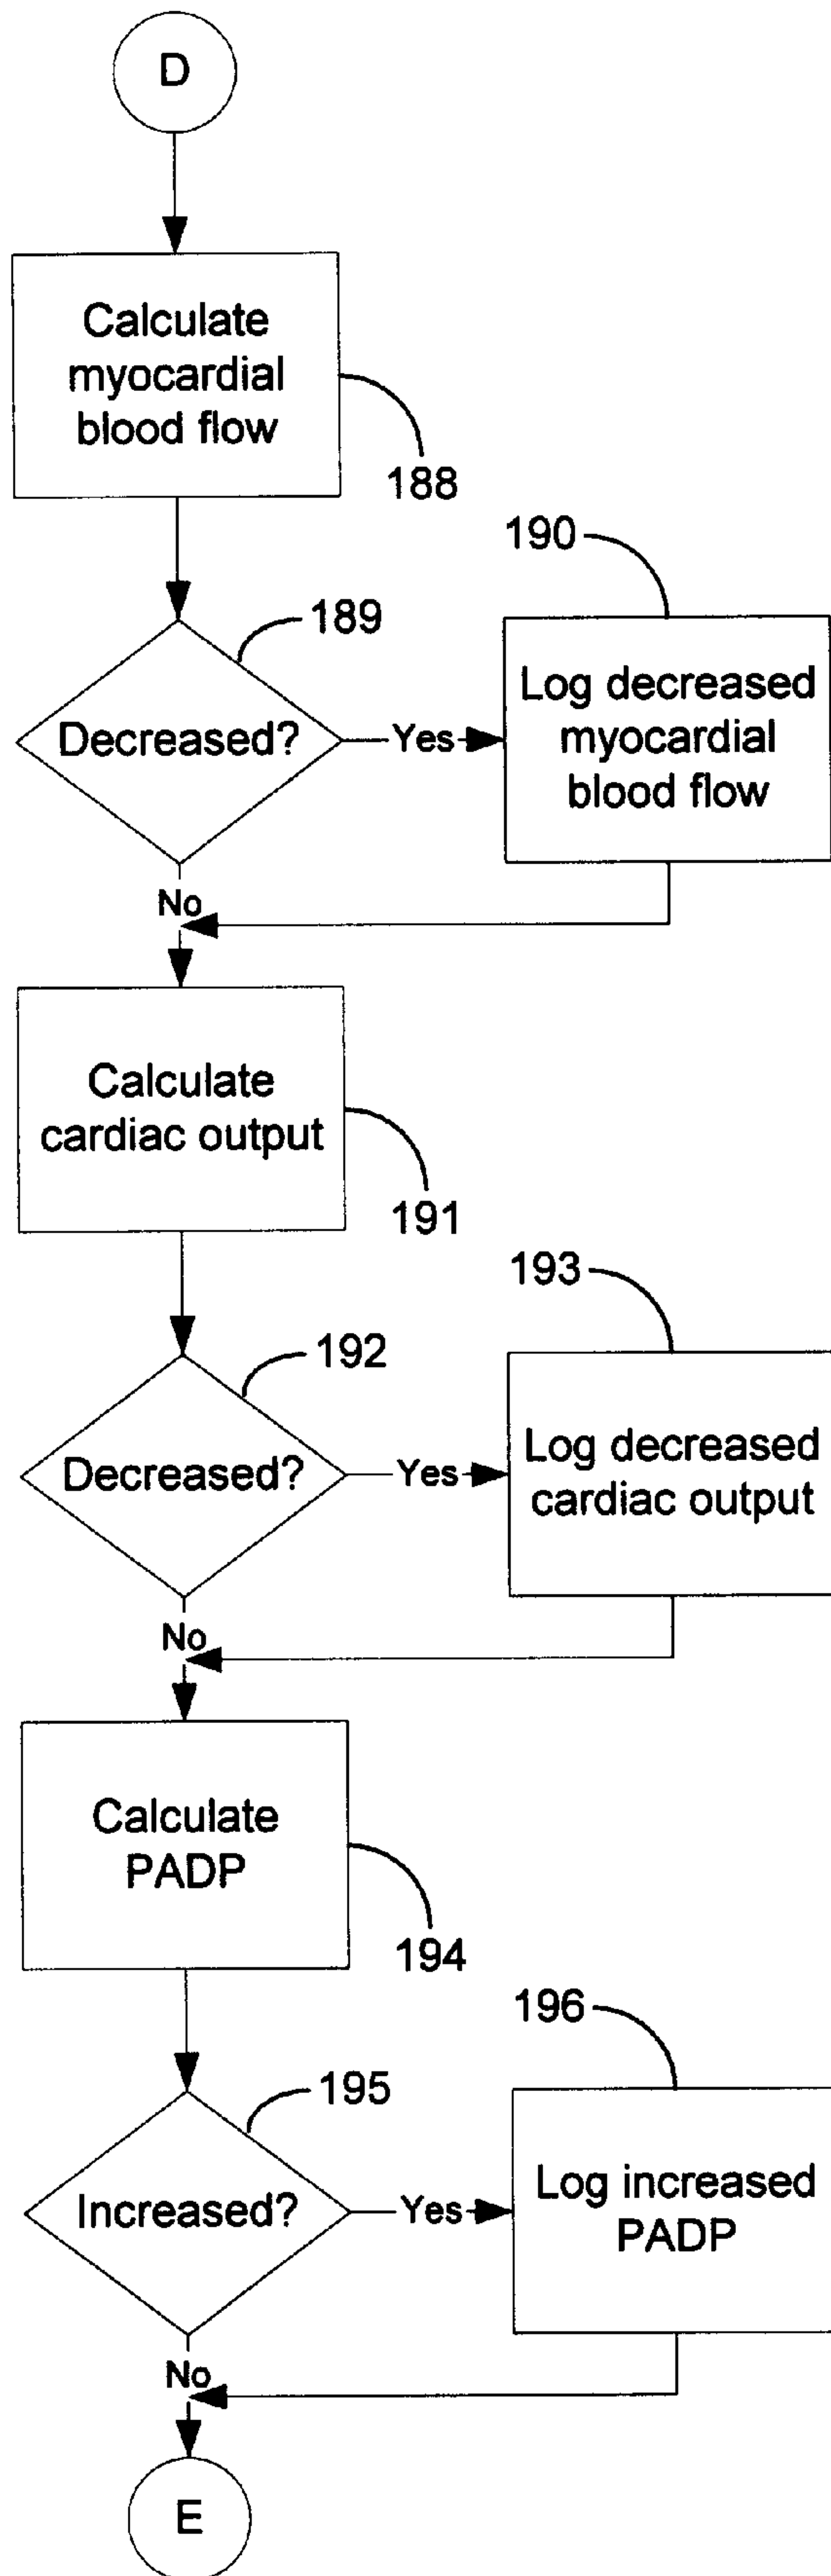 D
Calculate
myocardial
blood flow
188
190
189
Decreased?
Yes
Log decreased
myocardial
blood flow
No
Calculate
cardiac output
191
193
192
Decreased?
Yes
Log decreased
cardiac output
No
Calculate
PADP
194
196
195
Increased?
Yes
Log increased
PADP
No
E